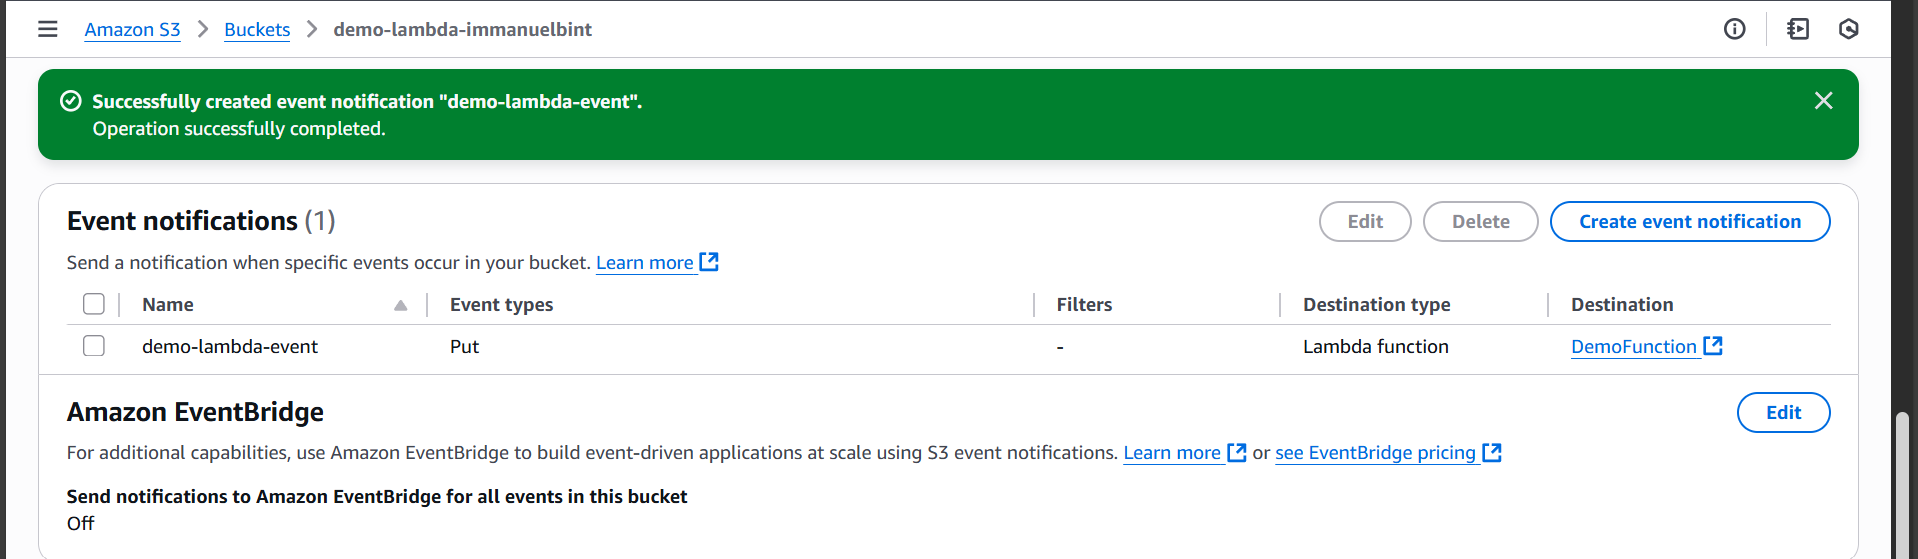 Amazon S3 > Buckets > demo-lambda-immanuelbint
Successfully created event notification "demo-lambda-event".
Operation successfully completed.
Event notifications (1)
Edit Delete Create event notification
Send a notification when specific events occur in your bucket. Learn more
Name Event types Filters Destination type Destination
demo-lambda-event Put - Lambda function DemoFunction
Amazon EventBridge
Edit
For additional capabilities, use Amazon EventBridge to build event-driven applications at scale using S3 event notifications. Learn more or see EventBridge pricing
Send notifications to Amazon EventBridge for all events in this bucket
Off